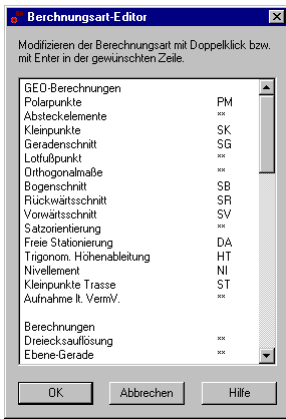 Berchnungsart-Editor
Modifizieren der Berechnungsart mit Doppelklick bzw.
mit Enter in der gewünschten Zeile.
GEO-Berechnungen
Polarpunkte PM
Absteckelemente **
Kleinpunkte SK
Geradenschnitt SG
Lotfußpunkt **
Orthogonalmaße **
Bogenschnitt SB
Rückwärtsschnitt SR
Vorwärtsschnitt SV
Satzorientierung **
Freie Stationierung DA
Trigonom. Höhenableitung HT
Nivellement NI
Kleinpunkte Trasse ST
Aufnahme lt. VermV. **
Berechnungen
Dreiecksauflösung **
Ebene-Gerade **
OK Abbrechen Hilfe